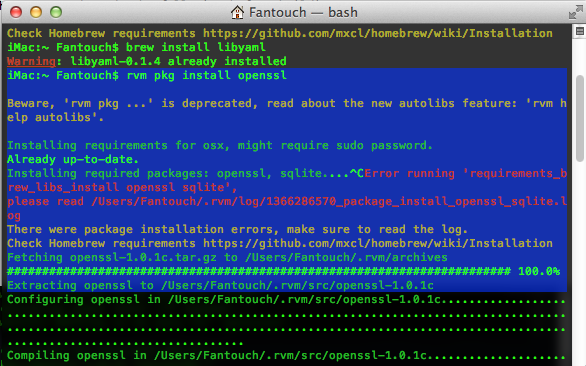 Fantouch — bash
Check Homebrew requirements https://github.com/mxcl/homebrew/wiki/Installation
iMac:~ Fantouch$ brew install libyaml
Warning: libyaml-0.1.4 already installed
iMac:~ Fantouch$ rvm pkg install openssl
Beware, 'rvm pkg ...' is deprecated, read about the new autolibs feature: 'rvm h
elp autolibs'.
Installing requirements for osx, might require sudo password.
Already up-to-date.
Installing required packages: openssl, sqlite....^CError running 'requirements_b
rew_libs_install openssl sqlite',
please read /Users/Fantouch/.rvm/log/1366286570_package_install_openssl_sqlite.l
og
There were package installation errors, make sure to read the log.
Check Homebrew requirements https://github.com/mxcl/homebrew/wiki/Installation
Fetching openssl-1.0.1c.tar.gz to /Users/Fantouch/.rvm/archives
######################################################################## 100.0%
Extracting openssl to /Users/Fantouch/.rvm/src/openssl-1.0.1c
Configuring openssl in /Users/Fantouch/.rvm/src/openssl-1.0.1c..................
................................................................................
................................................................................
..................................
Compiling openssl in /Users/Fantouch/.rvm/src/openssl-1.0.1c....................